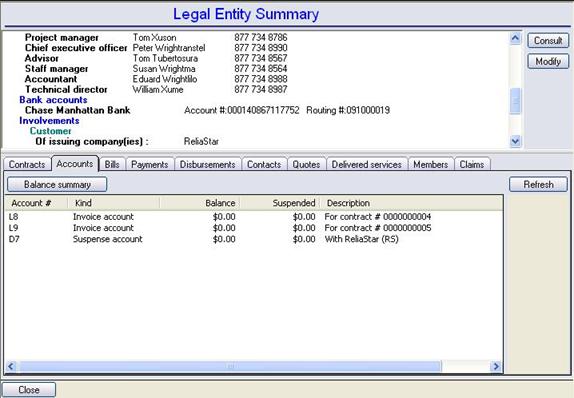 Legal Entity Summary
Project manager Tom Xuson 877 734 8786
Chief executive officer Peter Wrightranstel 877 734 8990
Advisor Tom Tubertosura 877 734 8567
Staff manager Susan Wrightma 877 734 8564
Accountant Eduard Wrightlilo 877 734 8988
Technical director William Xume 877 734 8987
Bank accounts
Chase Manhattan Bank Account #:000140867117752 Routing #:091000019
Involvements
Customer
Of issuing company(ies) : ReliaStar
Consult
Modify
Contracts Accounts Bills Payments Disbursements Contacts Quotes Delivered services Members Claims
Balance summary Refresh
Account # Kind Balance Suspended Description
L8 Invoice account $0.00 $0.00 For contract # 0000000004
L9 Invoice account $0.00 $0.00 For contract # 0000000005
D7 Suspense account $0.00 $0.00 With ReliaStar (RS)
Close